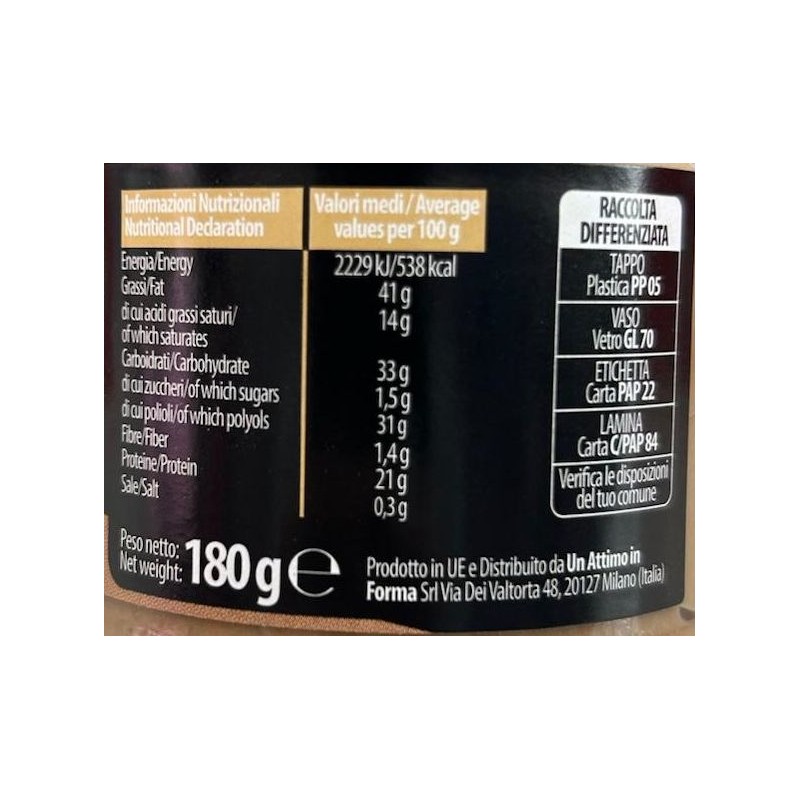 Informazioni Nutrizionali
Nutritional Declaration
Valori medi / Average
values per 100 g
Energia/Energy 2229 kJ/538 kcal
Grassi/Fat 41 g
di cui acidi grassi saturi/ 14 g
of which saturates
Carboidrati/Carbohydrate 33 g
di cui zuccheri/of which sugars 1,5 g
di cui polioli/of which polyols 31 g
Fibre/Fiber 1,4 g
Proteine/Protein 21 g
Sale/Salt 0,3 g
Peso netto:
Net weight: 180 g e
Prodotto in UE e Distribuito da Un Attimo in
Forma Srl Via Dei Valtorta 48, 20127 Milano (Italia)
RACCOLTA
DIFFERENZIATA
TAPPO
Plastica PP 05
VASO
Vetro GL 70
ETICHETTA
Carta PAP 22
LAMINA
Carta C/PAP 84
Verifica le disposizioni
del tuo comune